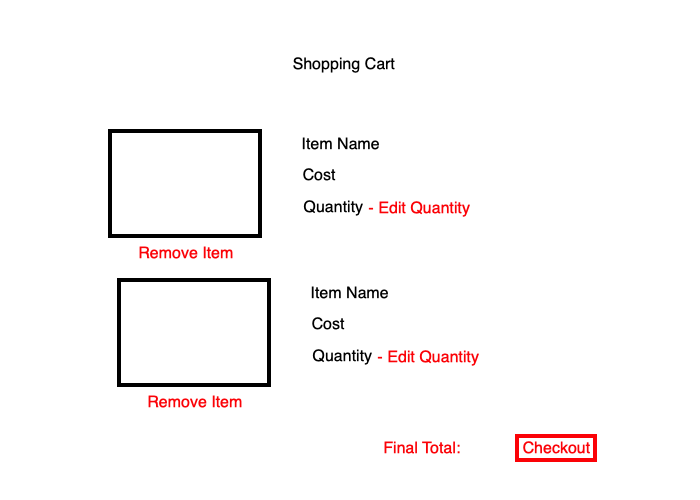 Shopping Cart
Item Name
Cost
Quantity - Edit Quantity
Remove Item
Item Name
Cost
Quantity - Edit Quantity
Remove Item
Final Total: Checkout